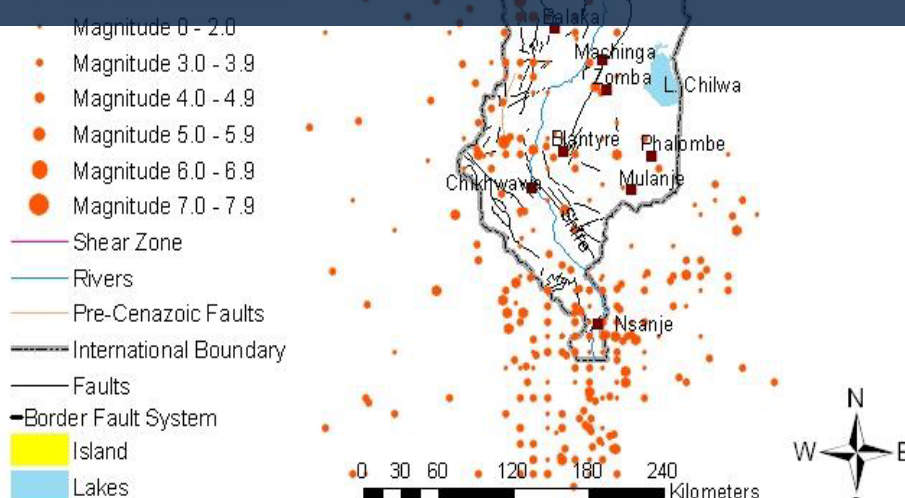 Balaka
Magnitude 0 - 2.0
Magnitude 3.0 - 3.9
Magnitude 4.0 - 4.9
Magnitude 5.0 - 5.9
Magnitude 6.0 - 6.9
Magnitude 7.0 - 7.9
Shear Zone
Rivers
Pre-Cenazoic Faults
International Boundary
Faults
Border Fault System
Island
Lakes
Machinga
Zomba
L. Chilwa
Blantyre
Phalombe
Chikhwawa
Mulanje
Shire
Nsanje
0 30 60 120 180 240
Kilometers
N
W E